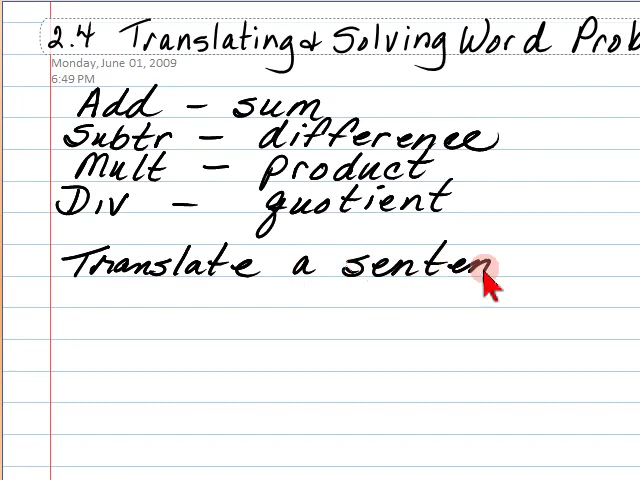 2.4 Translating & Solving Word Prob
Monday, June 01, 2009
6:49 PM
Add - sum
Subtr - difference
Mult - product
Div - quotient
Translate a senten